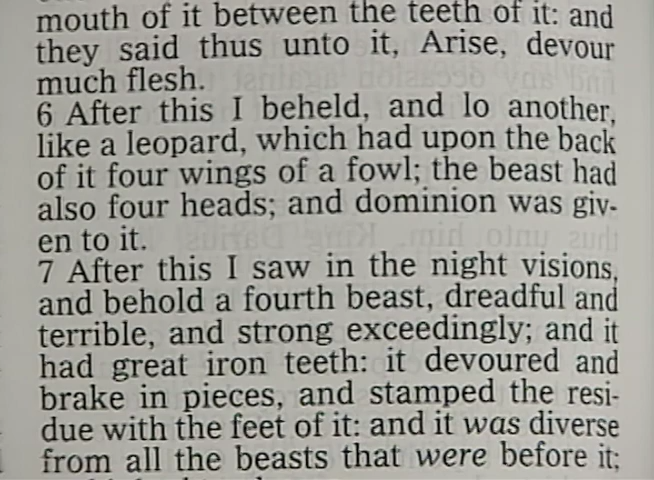 mouth of it between the teeth of it: and
they said thus unto it, Arise, devour
much flesh.
6 After this I beheld, and lo another,
like a leopard, which had upon the back
of it four wings of a fowl; the beast had
also four heads; and dominion was giv-
en to it.
7 After this I saw in the night visions,
and behold a fourth beast, dreadful and
terrible, and strong exceedingly; and it
had great iron teeth: it devoured and
brake in pieces, and stamped the resi-
due with the feet of it: and it was diverse
from all the beasts that were before it;